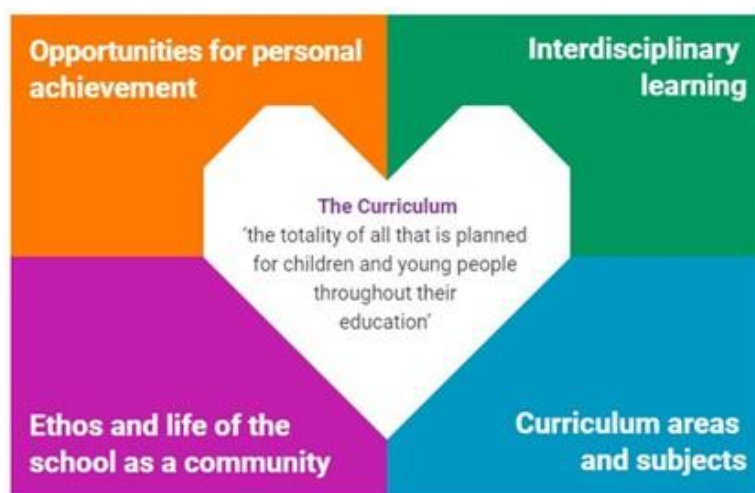 Opportunities for personal
achievement
Interdisciplinary
learning
The Curriculum
‘the totality of all that is planned
for children and young people
throughout their
education’
Ethos and life of the
school as a community
Curriculum areas
and subjects